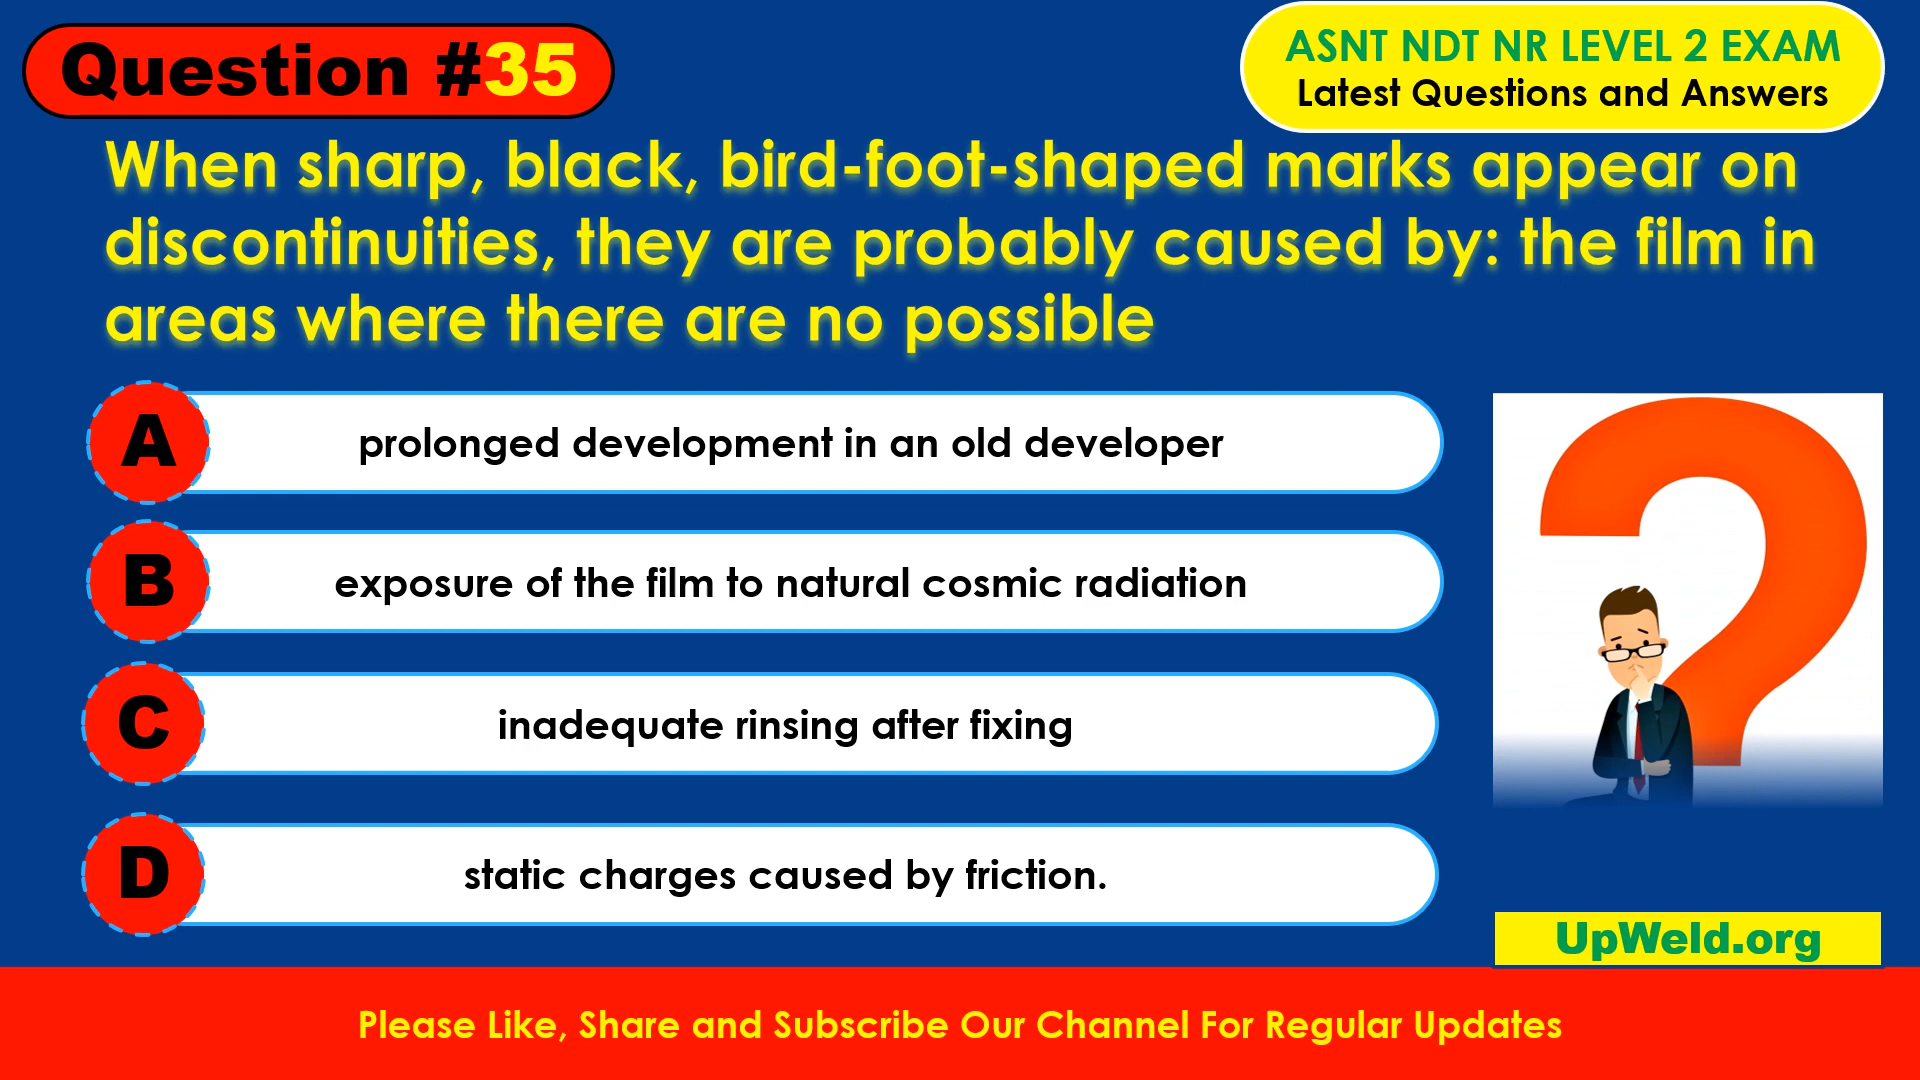 Question #35
ASNT NDT NR LEVEL 2 EXAM
Latest Questions and Answers
When sharp, black, bird-foot-shaped marks appear on
discontinuities, they are probably caused by: the film in
areas where there are no possible
A
prolonged development in an old developer
B
exposure of the film to natural cosmic radiation
C
inadequate rinsing after fixing
D
static charges caused by friction.
UpWeld.org
Please Like, Share and Subscribe Our Channel For Regular Updates